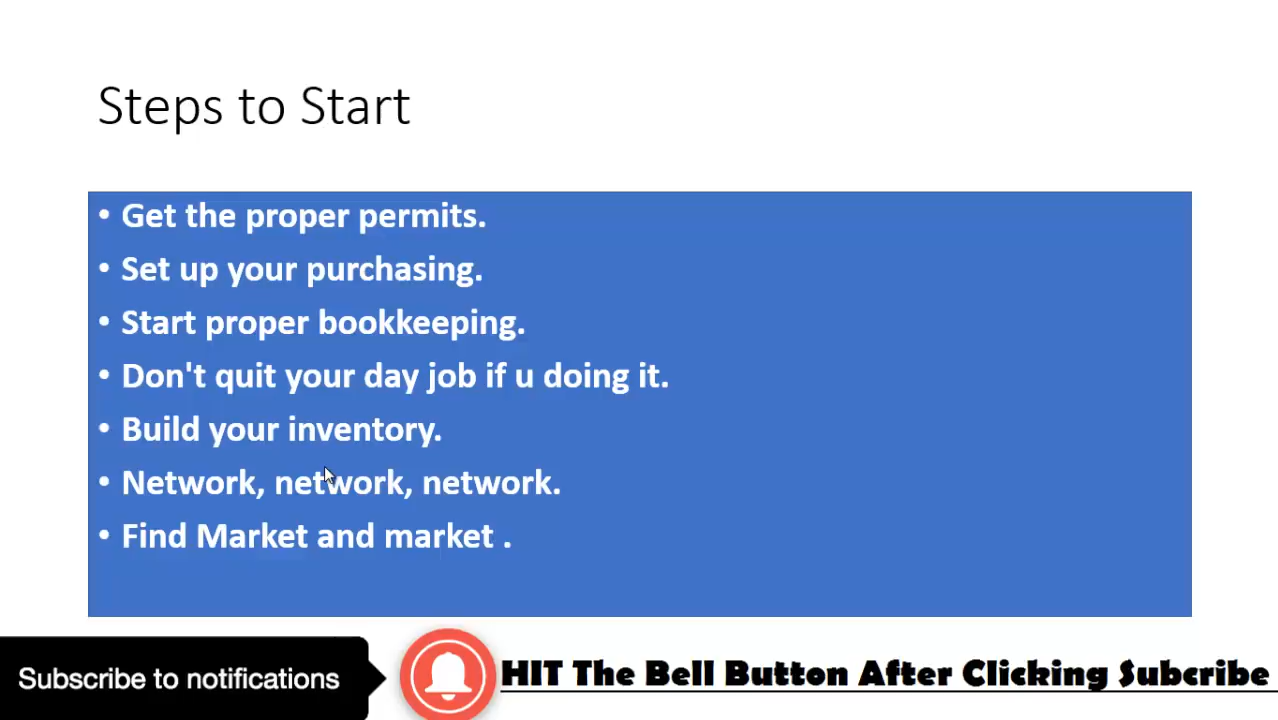 Steps to Start
• Get the proper permits.
• Set up your purchasing.
• Start proper bookkeeping.
• Don't quit your day job if u doing it.
• Build your inventory.
• Network, network, network.
• Find Market and market .
Subscribe to notifications
HIT The Bell Button After Clicking Subcribe